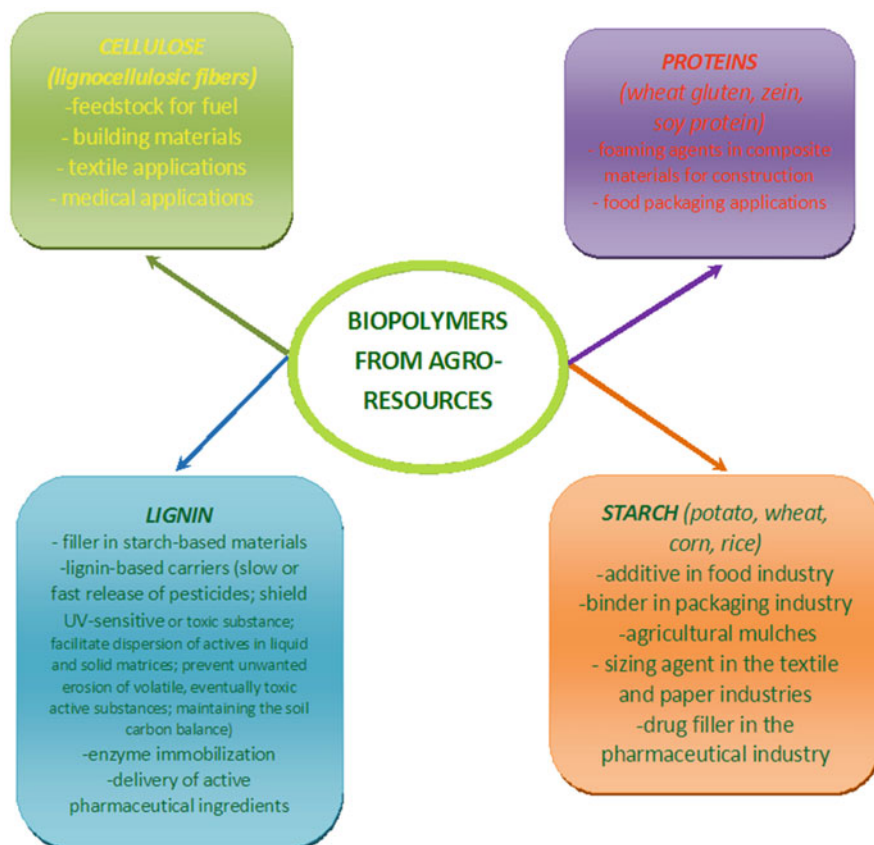 CELLULOSE
(lignocellulosic fibers)
-feedstock for fuel
- building materials
- textile applications
- medical applications
PROTEINS
(wheat gluten, zein,
soy protein)
- foaming agents in composite
materials for construction
- food packaging applications
BIOPOLYMERS
FROM AGRO-
RESOURCES
LIGNIN
- filler in starch-based materials
-lignin-based carriers (slow or
fast release of pesticides; shield
UV-sensitive or toxic substance;
facilitate dispersion of actives in liquid
and solid matrices; prevent unwanted
erosion of volatile, eventually toxic
active substances; maintaining the soil
carbon balance)
-enzyme immobilization
-delivery of active
pharmaceutical ingredients
STARCH (potato, wheat,
corn, rice)
-additive in food industry
-binder in packaging industry
-agricultural mulches
- sizing agent in the textile
and paper industries
-drug filler in the
pharmaceutical industry